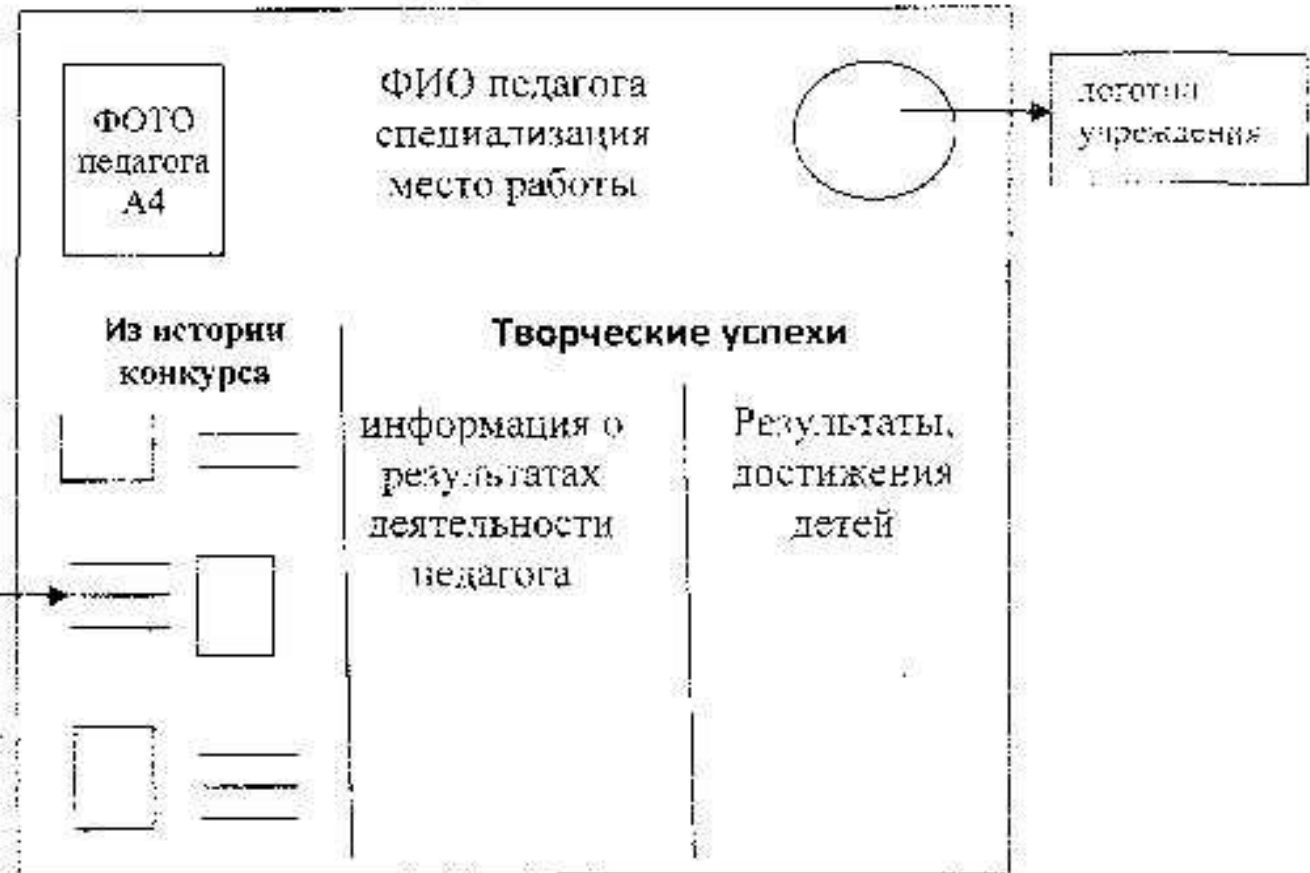 ФОТО
педагога
А4
ФИО педагога
специализация
место работы
логотип
учреждения
Из истории
конкурса
Творческие успехи
информация о
результатах
деятельности
педагога
Результаты,
достижения
детей